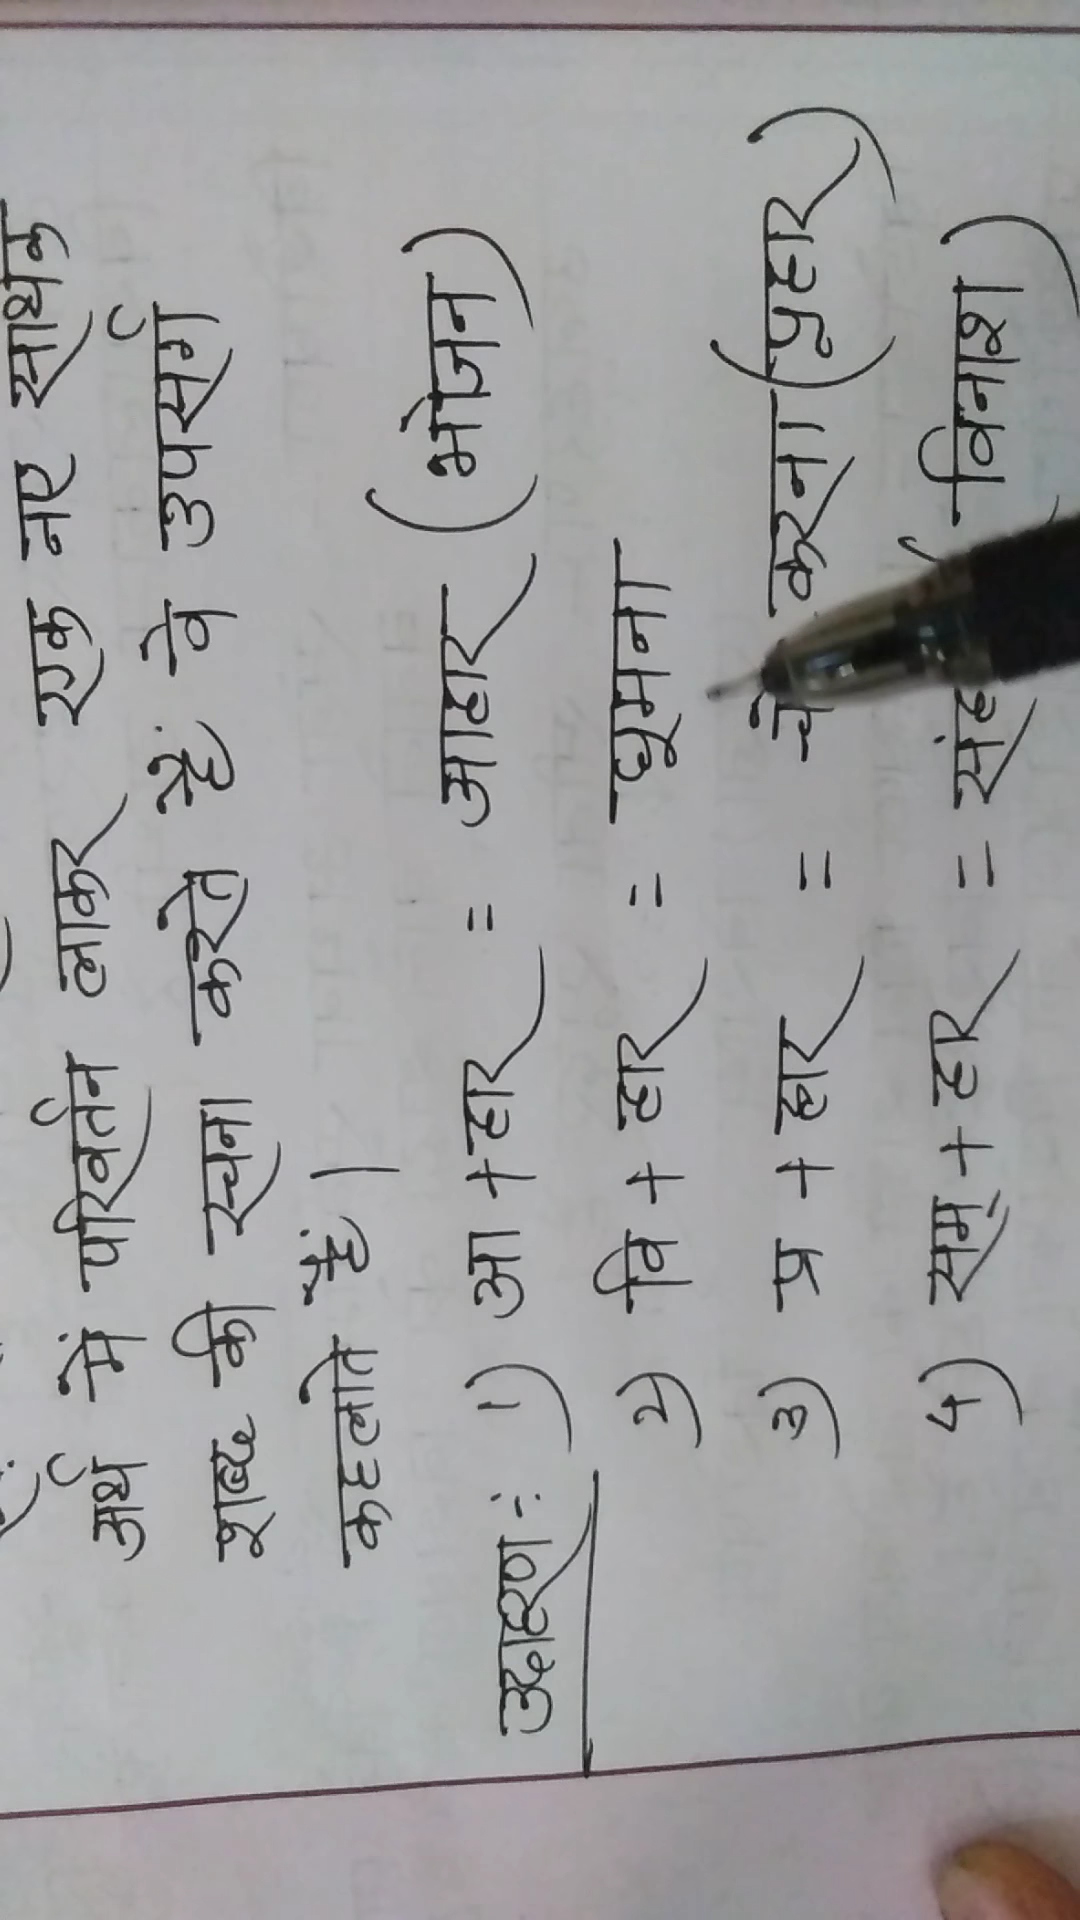 अर्थ में परिवर्तन लाकर एक नए सार्थक
शब्द की रचना करते हैं वे उपसर्ग
कहलाते हैं।
उदाहरण :- 1) आ + हार = आहार (भोजन)
2) वि + हार = घूमना
3) प्र + हार = करना (प्रहार)
4) सम् + हार = (विनाश)